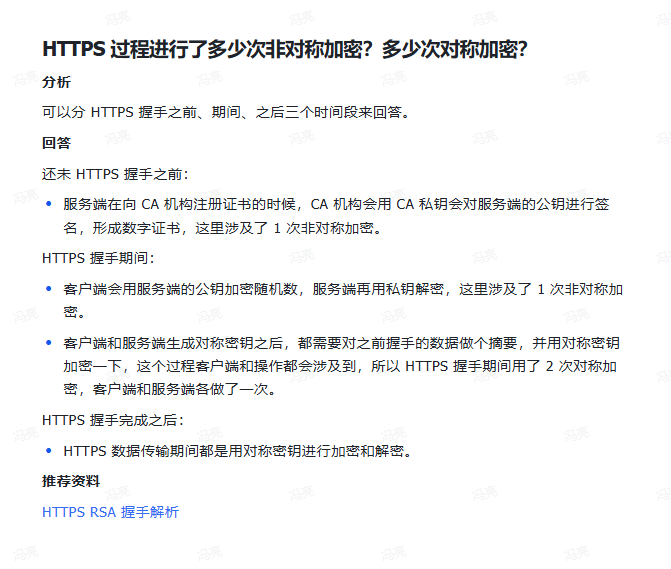 HTTPS 过程进行了多少次非对称加密？多少次对称加密？
分析
可以分 HTTPS 握手之前、期间、之后三个时间段来回答。
回答
还未 HTTPS 握手之前：
服务端在向 CA 机构注册证书的时候，CA 机构会用 CA 私钥会对服务端的公钥进行签
名，形成数字证书，这里涉及了 1 次非对称加密。
HTTPS 握手期间：
客户端会用服务端的公钥加密随机数，服务端再用私钥解密，这里涉及了 1 次非对称加
密。
客户端和服务端生成对称密钥之后，都需要对之前握手的数据做个摘要，并用对称密钥
加密一下，这个过程客户端和操作都会涉及到，所以 HTTPS 握手期间用了 2 次对称加
密，客户端和服务端各做了一次。
HTTPS 握手完成之后：
HTTPS 数据传输期间都是用对称密钥进行加密和解密。
推荐资料
HTTPS RSA 握手解析